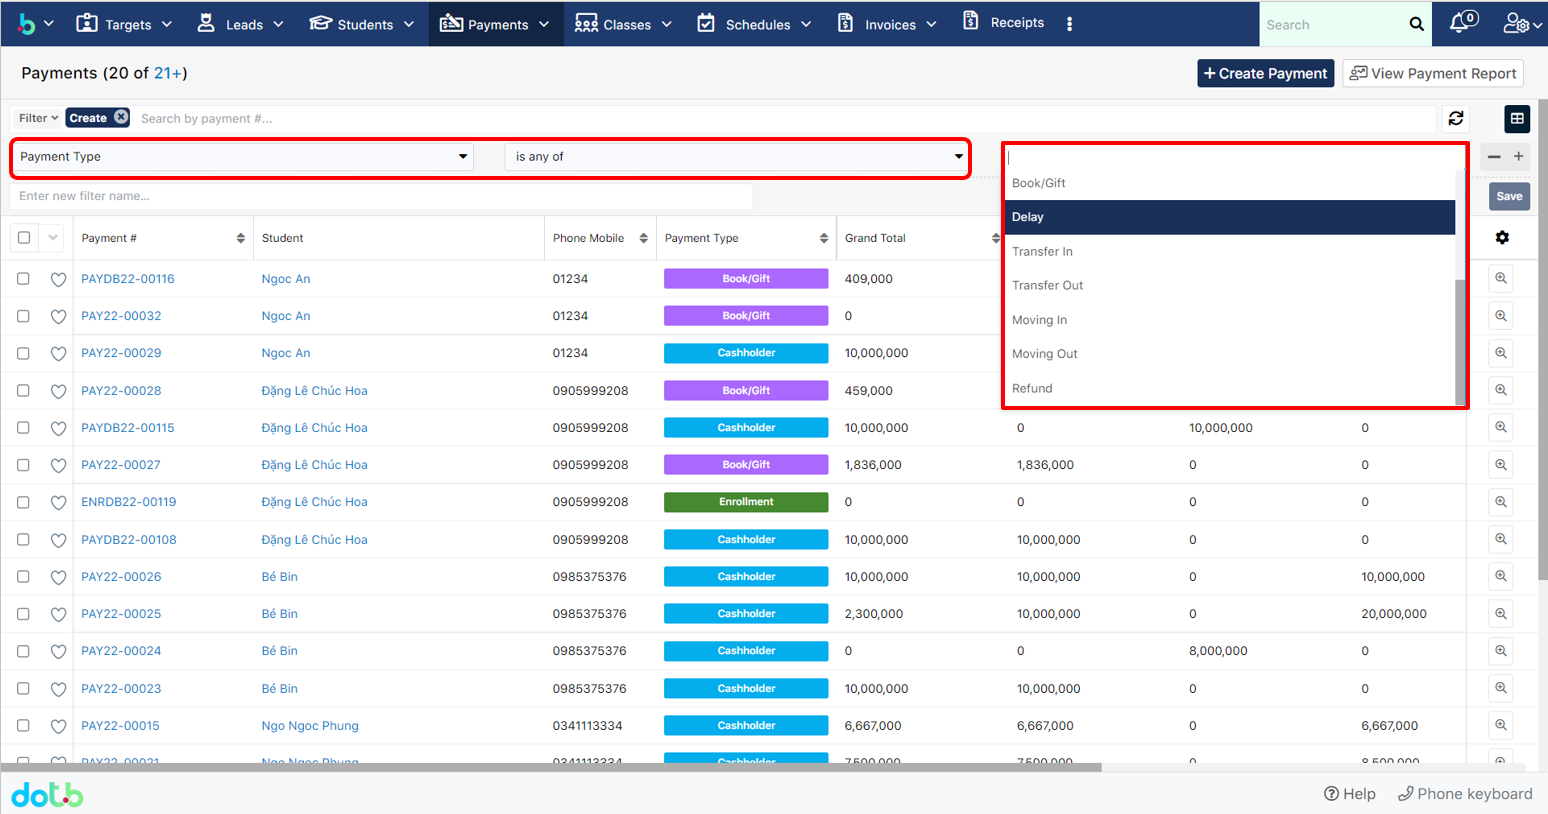 Targets Leads Students Payments Classes Schedules Invoices Receipts Search 0
Payments (20 of 21+) + Create Payment View Payment Report
Filter Create Search by payment #...
Payment Type is any of
Enter new filter name... Save
Book/Gift
Delay
Transfer In
Transfer Out
Moving In
Moving Out
Refund
Payment # Student Phone Mobile Payment Type Grand Total
PAYDB22-00116 Ngoc An 01234 Book/Gift 409,000
PAY22-00032 Ngoc An 01234 Book/Gift 0
PAY22-00029 Ngoc An 01234 Cashholder 10,000,000
PAY22-00028 Đặng Lê Chúc Hoa 0905999208 Book/Gift 459,000
PAYDB22-00115 Đặng Lê Chúc Hoa 0905999208 Cashholder 10,000,000 0 10,000,000 0
PAY22-00027 Đặng Lê Chúc Hoa 0905999208 Book/Gift 1,836,000 1,836,000 0 0
ENRDB22-00119 Đặng Lê Chúc Hoa 0905999208 Enrollment 0 0 0 0
PAYDB22-00108 Đặng Lê Chúc Hoa 0905999208 Cashholder 10,000,000 10,000,000 0 0
PAY22-00026 Bé Bin 0985375376 Cashholder 10,000,000 10,000,000 0 10,000,000
PAY22-00025 Bé Bin 0985375376 Cashholder 2,300,000 10,000,000 0 20,000,000
PAY22-00024 Bé Bin 0985375376 Cashholder 0 0 8,000,000 0
PAY22-00023 Bé Bin 0985375376 Cashholder 10,000,000 10,000,000 0 0
PAY22-00015 Ngo Ngoc Phung 0341113334 Cashholder 6,667,000 6,667,000 0 6,667,000
PAY22-00021 Ngo Ngoc Phung 0341113334 Cashholder 7,500,000 7,500,000 0 8,500,000
dotb Help Phone keyboard